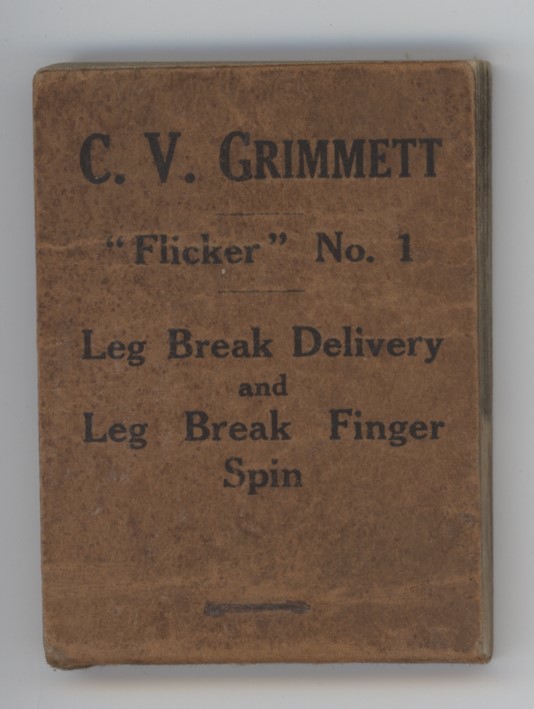 C. V. GRIMMETT
"Flicker" No. 1
Leg Break Delivery
and
Leg Break Finger
Spin